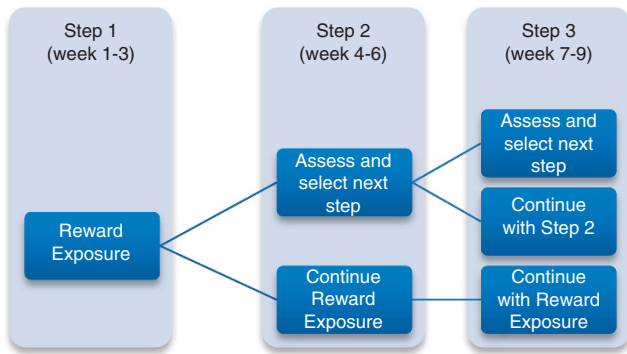 Step 1
(week 1-3)
Reward
Exposure
Step 2
(week 4-6)
Assess and
select next
step
Continue
Reward
Exposure
Step 3
(week 7-9)
Assess and
select next
step
Continue
with Step 2
Continue
with Reward
Exposure